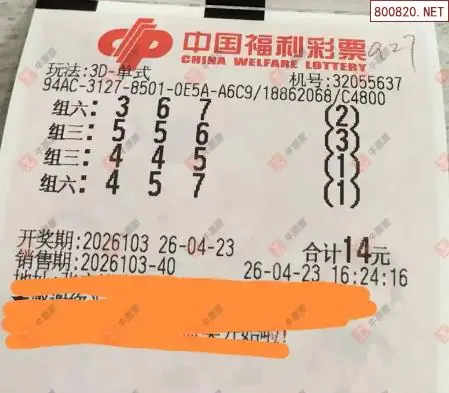 800820.NET
中国福利彩票
CHINA WELFARE LOTTERY
927
玩法:3D-单式
机号:32055637
94AC-3127-8501-0E5A-A6C9/18862068/C4800
组六: 3 6 7 (2)
组三: 5 5 6 (3)
组三: 4 4 5 (1)
组六: 4 5 7 (1)
开奖期:2026103 26-04-23 合计14元
销售期:2026103-40 26-04-23 16:24:16
感谢您